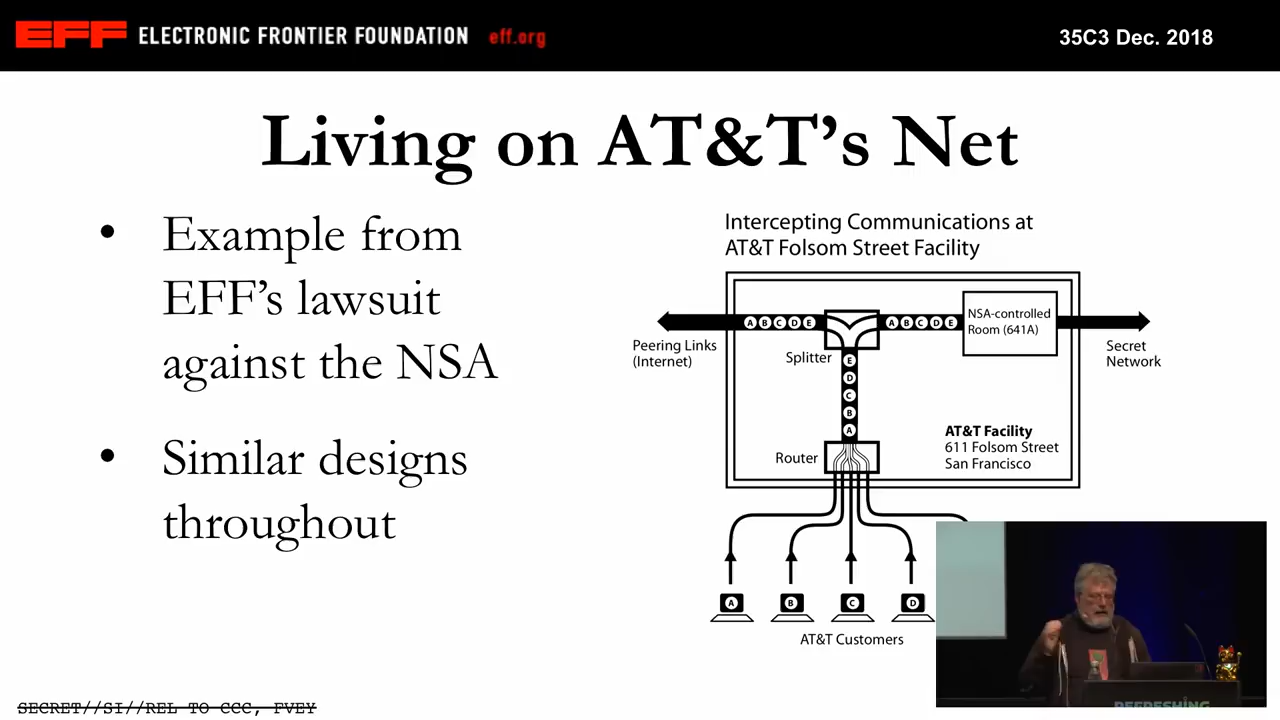 EFF ELECTRONIC FRONTIER FOUNDATION eff.org
35C3 Dec. 2018
Living on AT&T’s Net
• Example from
EFF’s lawsuit
against the NSA
• Similar designs
throughout
Intercepting Communications at
AT&T Folsom Street Facility
A B C D E
A B C D E
NSA-controlled
Room (641A)
Peering Links
(Internet)
Splitter
Secret
Network
E
D
C
B
A
Router
AT&T Facility
611 Folsom Street
San Francisco
A B C D
AT&T Customers
SECRET//SI//REL TO CCC, FVEY
REFRESHING